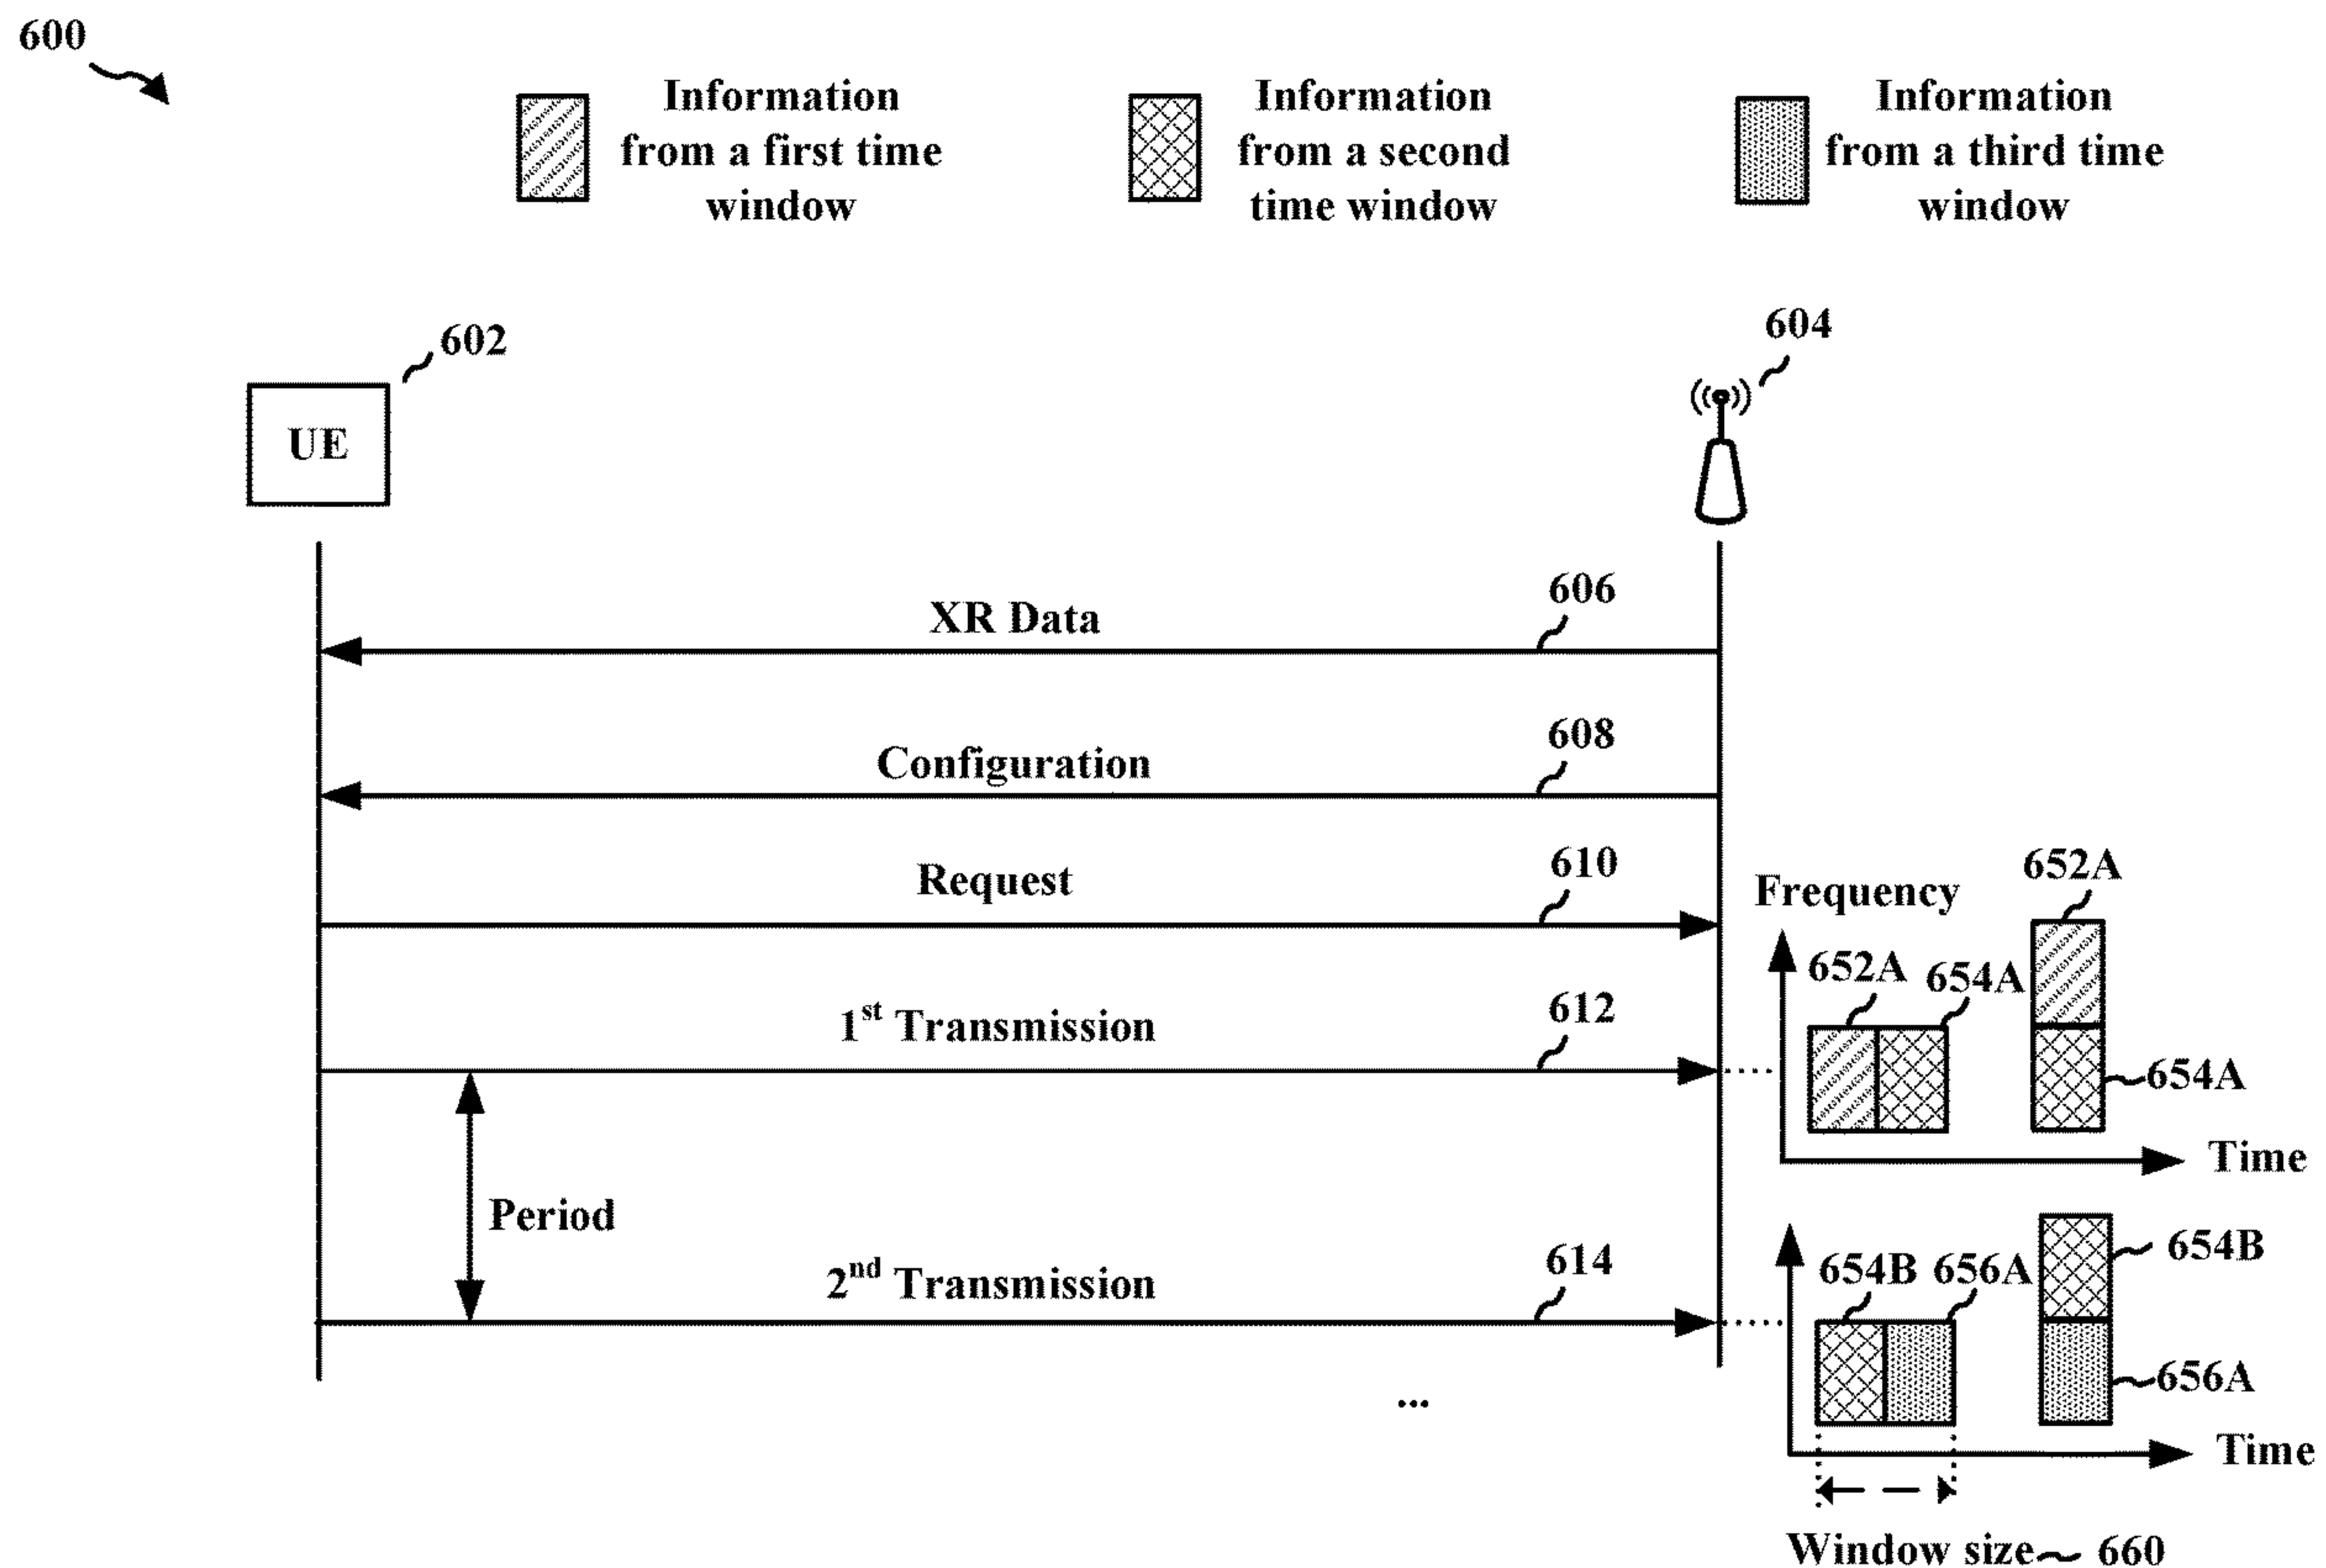 600
Information
from a first time
window
Information
from a second
time window
Information
from a third time
window
602
604
UE
XR Data
606
Configuration
608
Request
610
Frequency
652A
652A
654A
1st Transmission
612
654A
Time
Period
2nd Transmission
614
654B
656A
654B
656A
...
Time
Window size
660